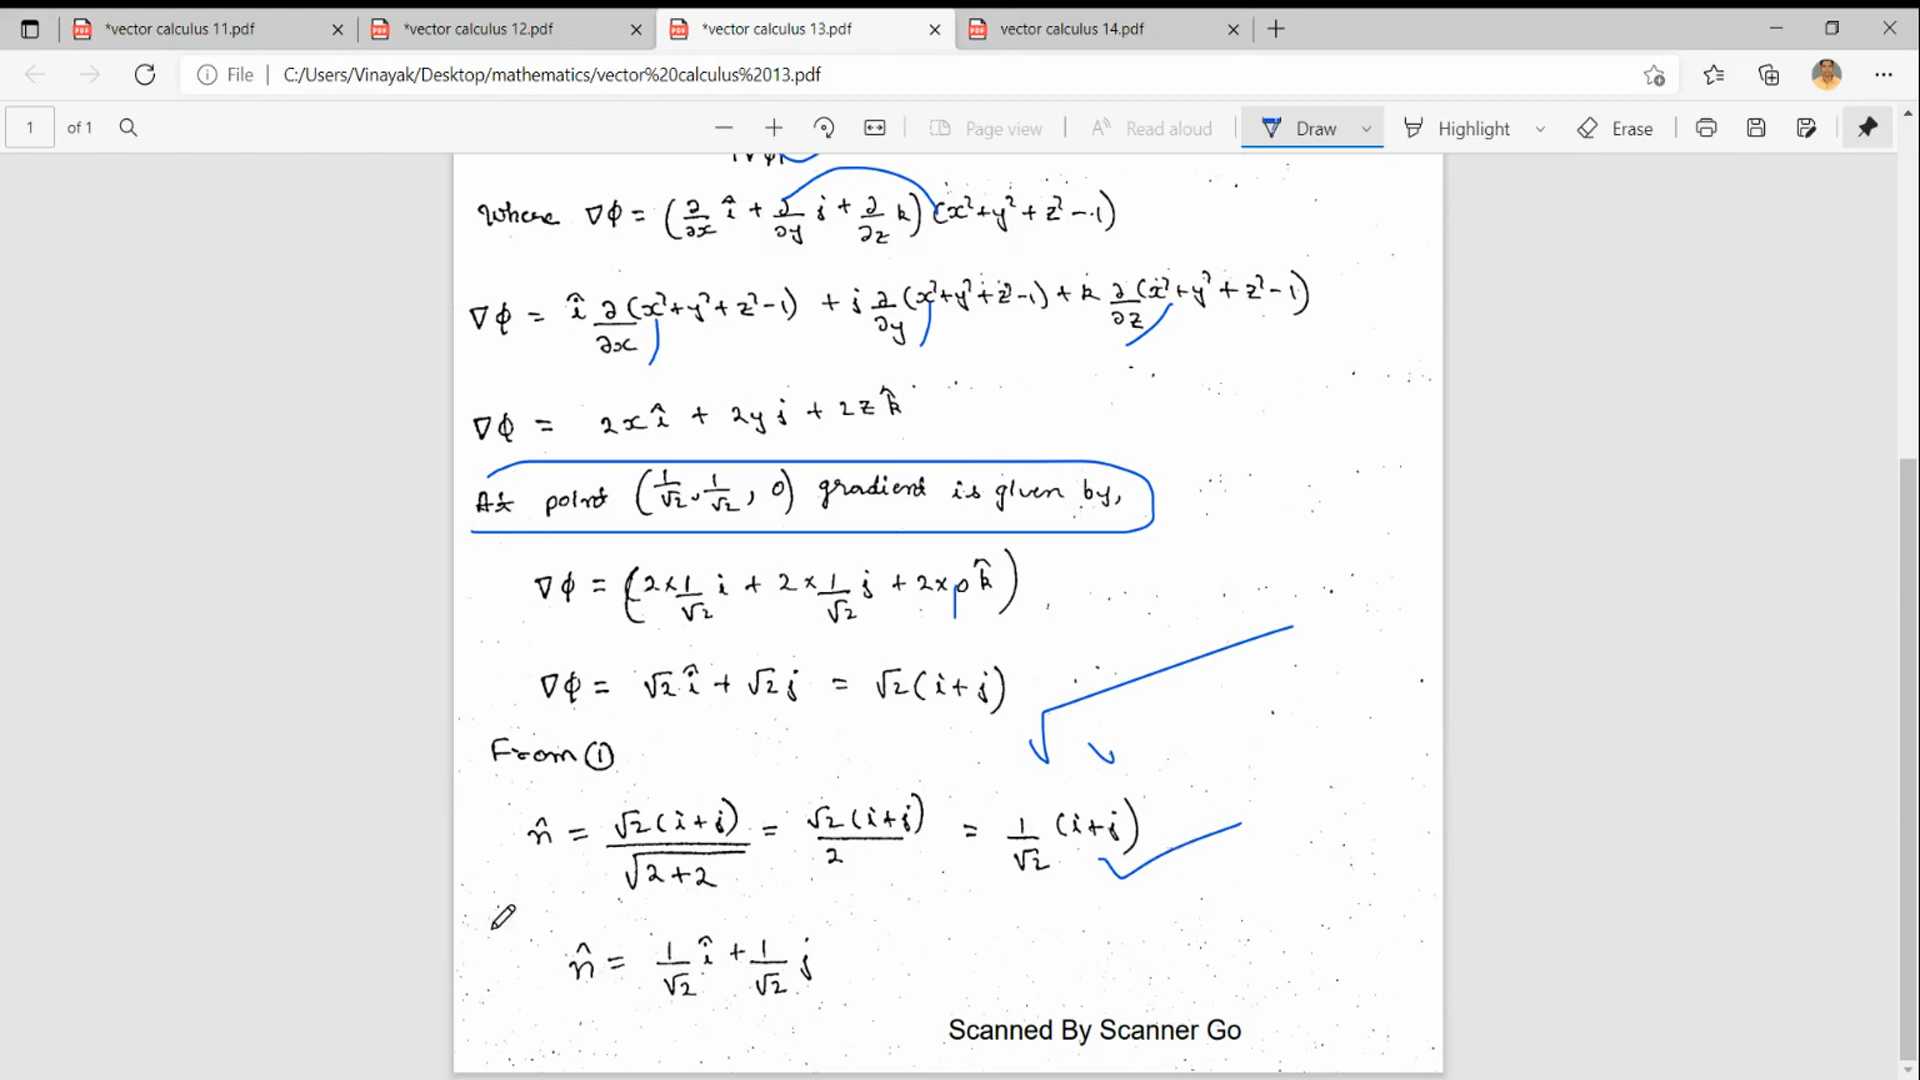 *vector calculus 11.pdf
*vector calculus 12.pdf
*vector calculus 13.pdf
vector calculus 14.pdf
File
C:/Users/Vinayak/Desktop/mathematics/vector%20calculus%2013.pdf
1 of 1
Page view
Read aloud
Draw
Highlight
Erase
|∇φ|
Where ∇φ = (∂/∂x î + ∂/∂y j + ∂/∂z k) (x² + y² + z² - 1)
∇φ = î ∂/∂x (x² + y² + z² - 1) + j ∂/∂y (x² + y² + z² - 1) + k ∂/∂z (x² + y² + z² - 1)
∇φ = 2x î + 2y j + 2z k̂
At point (1/√2, 1/√2, 0) gradient is given by,
∇φ = (2×1/√2 i + 2×1/√2 j + 2×0 k̂)
∇φ = √2 î + √2 j = √2 (i + j)
From ①
n̂ = √2 (i + j)/√(2+2) = √2 (i + j)/2 = 1/√2 (i + j)
n̂ = 1/√2 î + 1/√2 j
Scanned By Scanner Go